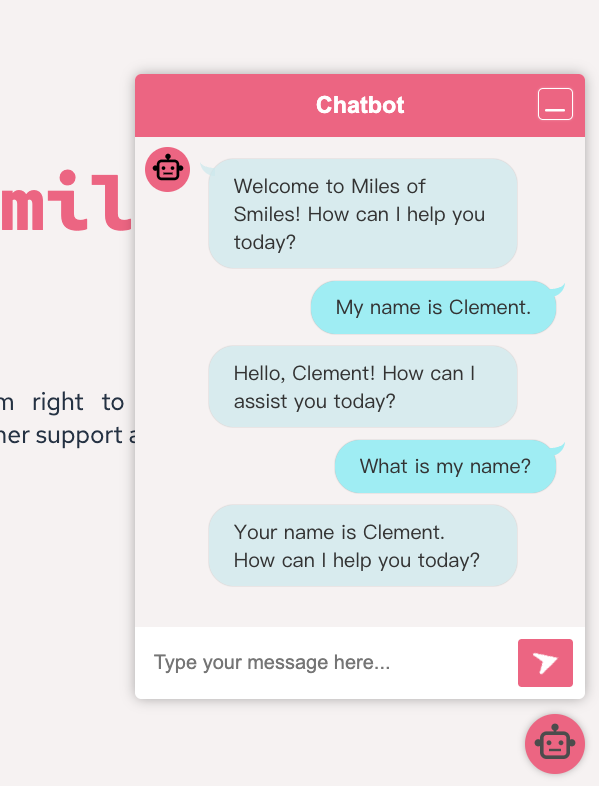 Chatbot
Welcome to Miles of
Smiles! How can I help you
today?
mil
My name is Clement.
Hello, Clement! How can I
assist you today?
m right to
her support a
What is my name?
Your name is Clement.
How can I help you today?
Type your message here...